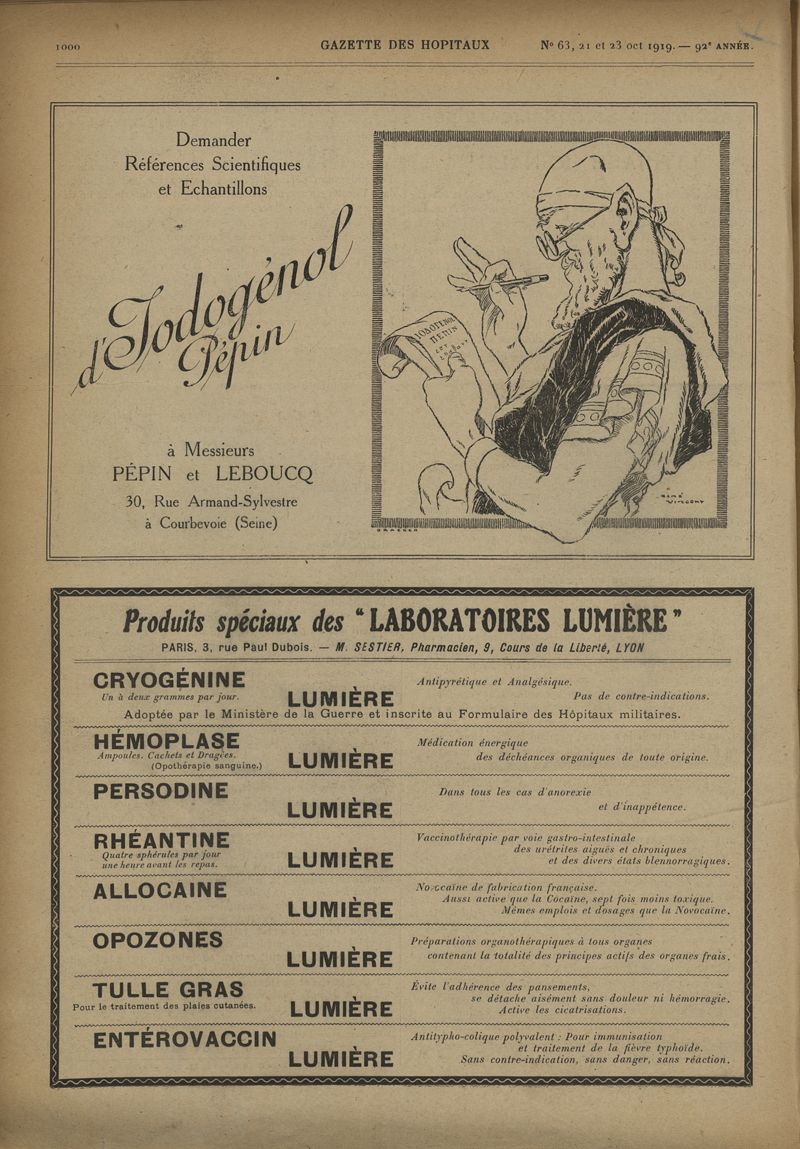 1000 GAZETTE DES HOPITAUX Nº 63, 21 et 23 oct 1919. — 92e ANNÉE.
Demander
Références Scientifiques
et Echantillons
d'Iodogénol
Pépin
à Messieurs
PÉPIN et LEBOUCQ
30, Rue Armand-Sylvestre
à Courbevoie (Seine)
PEPIN
RENÉ
VINCENT
Produits spéciaux des "LABORATOIRES LUMIÈRE"
PARIS, 3, rue Paul Dubois. — M. SESTIER, Pharmacien, 9, Cours de la Liberté, LYON
CRYOGÉNINE
LUMIÈRE
Un à deux grammes par jour.
Antipyrétique et Analgésique.
Pas de contre-indications.
Adoptée par le Ministère de la Guerre et inscrite au Formulaire des Hôpitaux militaires.
HÉMOPLASE
LUMIÈRE
Ampoules. Cachets et Dragées.
(Opothérapie sanguine.)
Médication énergique
des déchéances organiques de toute origine.
PERSODINE
LUMIÈRE
Dans tous les cas d'anorexie
et d'inappétence.
RHÉANTINE
LUMIÈRE
Quatre sphérules par jour
une heure avant les repas.
Vaccinothérapie par voie gastro-intestinale
des urétrites aiguës et chroniques
et des divers états blennorragiques.
ALLOCAINE
LUMIÈRE
Novocaïne de fabrication française.
Aussi active que la Cocaïne, sept fois moins toxique.
Mêmes emplois et dosages que la Novocaïne.
OPOZONES
LUMIÈRE
Préparations organothérapiques à tous organes
contenant la totalité des principes actifs des organes frais.
TULLE GRAS
LUMIÈRE
Pour le traitement des plaies cutanées.
Évite l'adhérence des pansements,
se détache aisément sans douleur ni hémorragie.
Active les cicatrisations.
ENTÉROVACCIN
LUMIÈRE
Antitypho-colique polyvalent : Pour immunisation
et traitement de la fièvre typhoïde.
Sans contre-indication, sans danger, sans réaction.